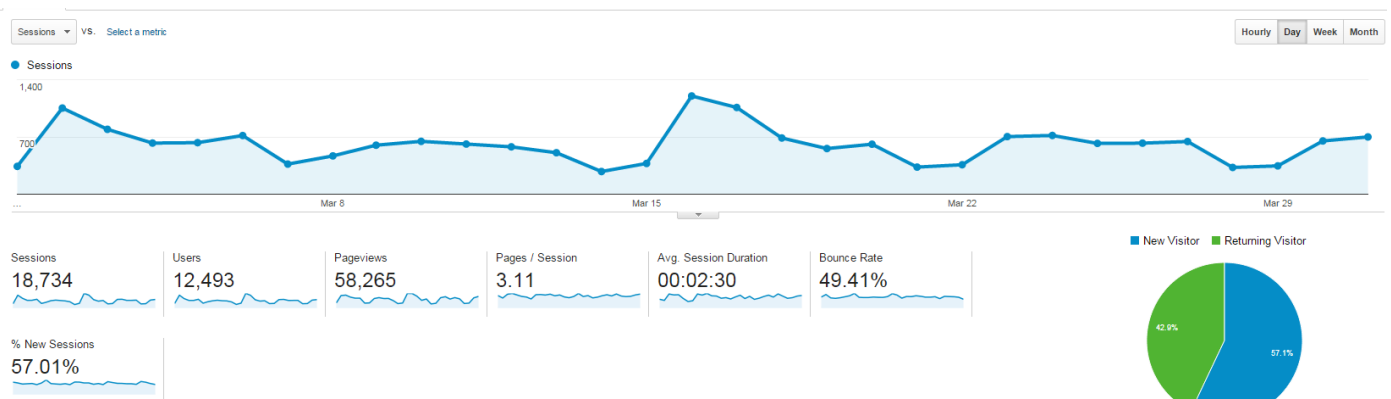 Sessions VS. Select a metric
Hourly Day Week Month
Sessions
1,400
700
... Mar 8 Mar 15 Mar 22 Mar 29
New Visitor Returning Visitor
Sessions Users Pageviews Pages / Session Avg. Session Duration Bounce Rate
18,734 12,493 58,265 3.11 00:02:30 49.41%
42.9%
57.1%
% New Sessions
57.01%